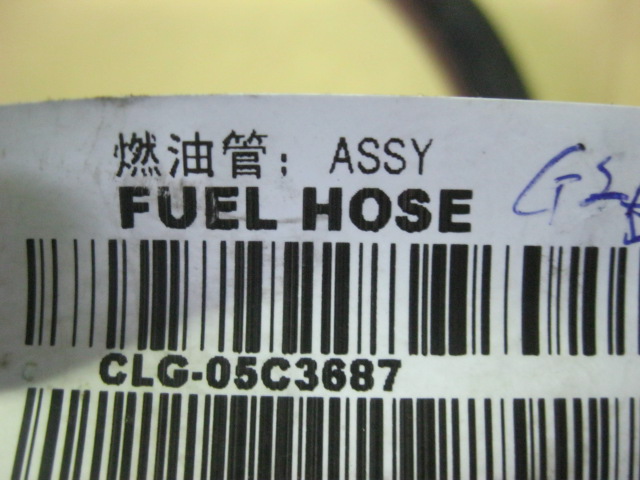 燃油管: ASSY
FUEL HOSE
CLG-05C3687